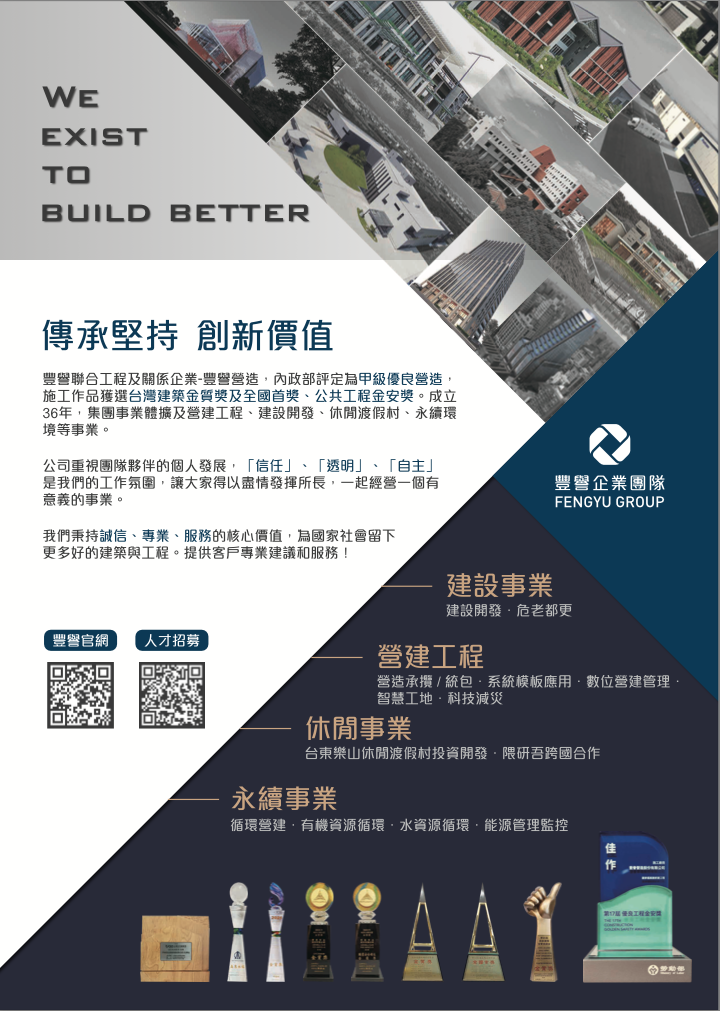 WE
EXIST
TO
BUILD BETTER
傳承堅持 創新價值
豐譽聯合工程及關係企業-豐譽營造，內政部評定為甲級優良營造，
施工作品獲選台灣建築金質獎及全國首獎、公共工程金安獎。成立
36年，集團事業體擴及營建工程、建設開發、休閒渡假村、永續環
境等事業。
公司重視團隊夥伴的個人發展，「信任」、「透明」、「自主」
是我們的工作氛圍，讓大家得以盡情發揮所長，一起經營一個有
意義的事業。
我們秉持誠信、專業、服務的核心價值，為國家社會留下
更多好的建築與工程。提供客戶專業建議和服務！
豐譽企業團隊
FENGYU GROUP
建設事業
建設開發．危老都更
營建工程
營造承攬 / 統包．系統模板應用．數位營建管理．
智慧工地．科技減災
休閒事業
台東樂山休閒渡假村投資開發．隈研吾跨國合作
永續事業
循環營建．有機資源循環．水資源循環．能源管理監控
豐譽官網
人才招募
佳
作
第17屆 優良工程金安獎
勞動部